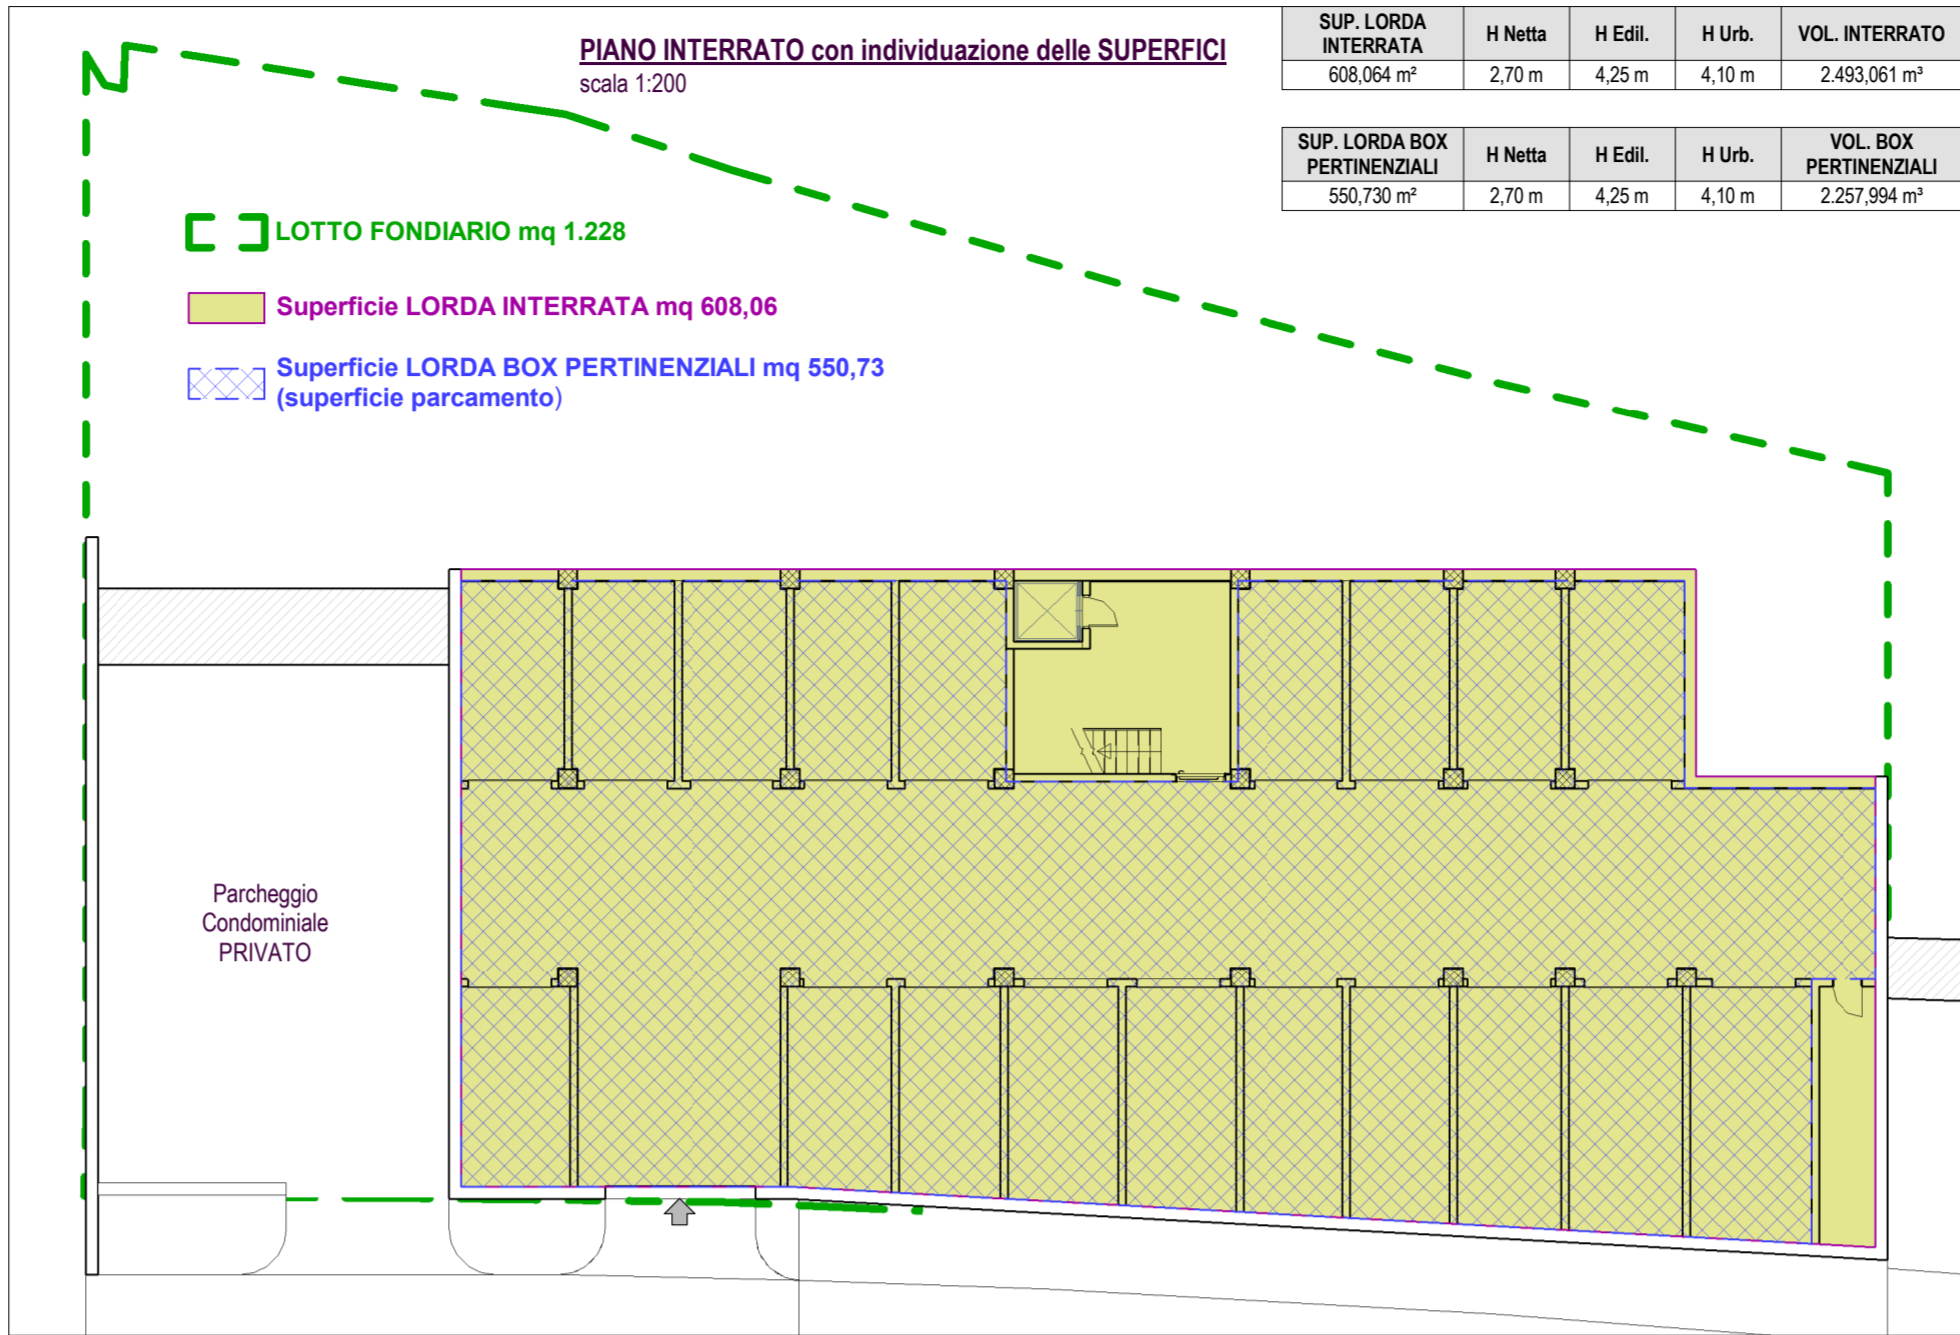 PIANO INTERRATO con individuazione delle SUPERFICI
scala 1:200
SUP. LORDA INTERRATA H Netta H Edil. H Urb. VOL. INTERRATO
608,064 m² 2,70 m 4,25 m 4,10 m 2.493,061 m³
SUP. LORDA BOX PERTINENZIALI H Netta H Edil. H Urb. VOL. BOX PERTINENZIALI
550,730 m² 2,70 m 4,25 m 4,10 m 2.257,994 m³
LOTTO FONDIARIO mq 1.228
Superficie LORDA INTERRATA mq 608,06
Superficie LORDA BOX PERTINENZIALI mq 550,73
(superficie parcamento)
Parcheggio
Condominiale
PRIVATO